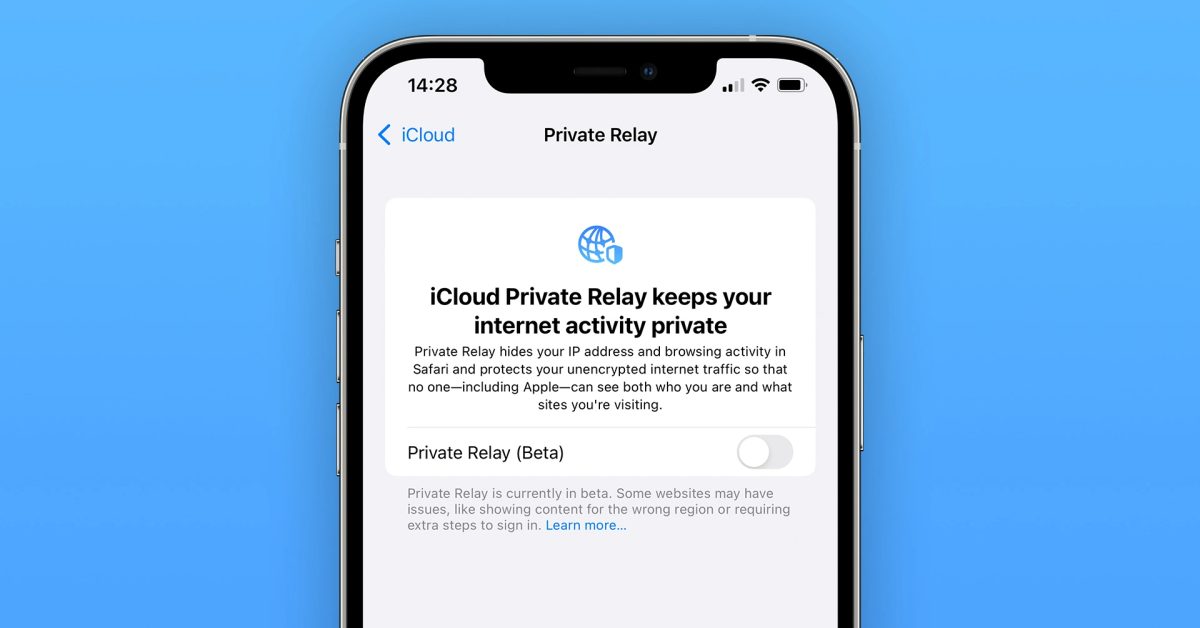 14:28
iCloud
Private Relay
iCloud Private Relay keeps your
internet activity private
Private Relay hides your IP address and browsing activity in
Safari and protects your unencrypted internet traffic so that
no one—including Apple—can see both who you are and what
sites you're visiting.
Private Relay (Beta)
Private Relay is currently in beta. Some websites may have
issues, like showing content for the wrong region or requiring
extra steps to sign in. Learn more...